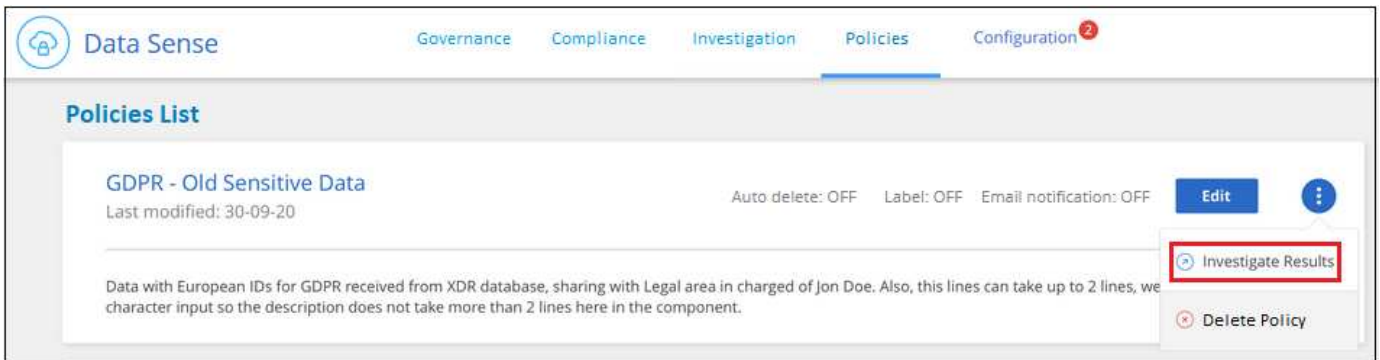 Data Sense
Governance
Compliance
Investigation
Policies
Configuration 2
Policies List
GDPR - Old Sensitive Data
Last modified: 30-09-20
Auto delete: OFF
Label: OFF
Email notification: OFF
Edit
Investigate Results
Delete Policy
Data with European IDs for GDPR received from XDR database, sharing with Legal area in charged of Jon Doe. Also, this lines can take up to 2 lines, we
character input so the description does not take more than 2 lines here in the component.